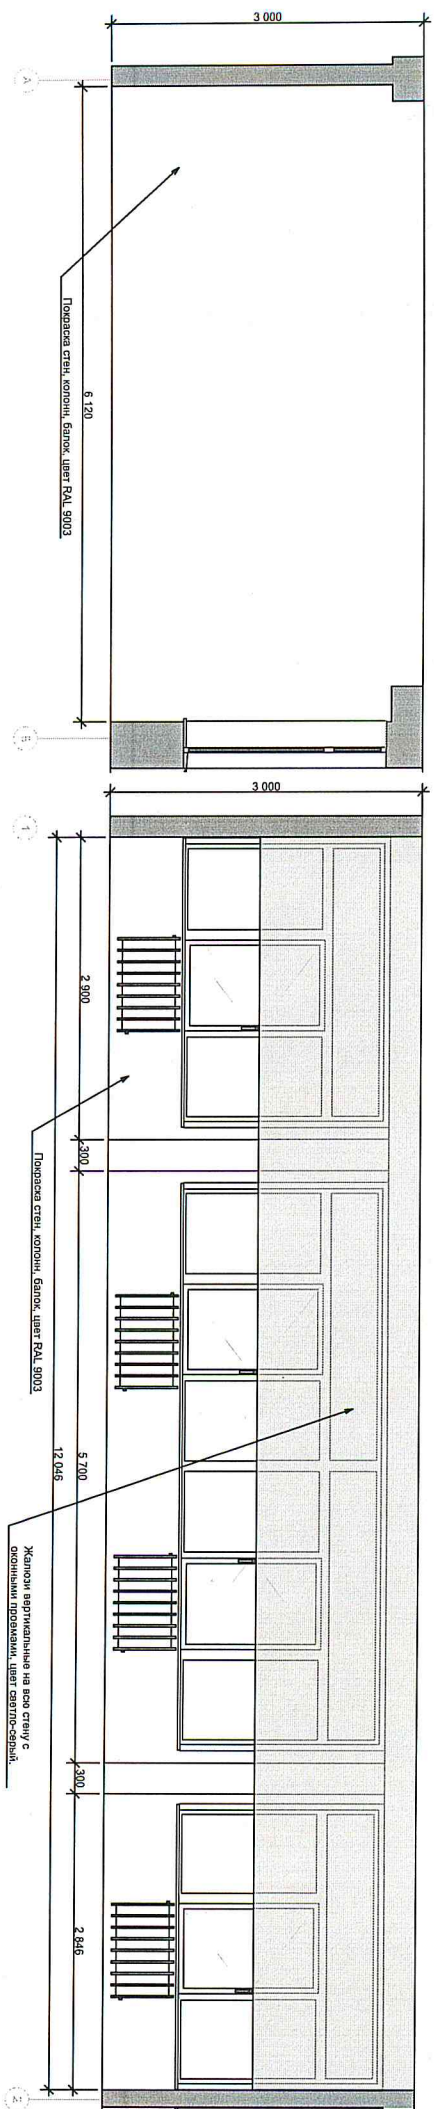 3 000
6 120
Покраска стен, колонн, балок, цвет RAL 9003
А
Б
3 000
2 900
300
5 700
300
2 846
12 046
Покраска стен, колонн, балок, цвет RAL 9003
Жалюзи вертикальные на всю стену с
оконными проемами, цвет светло-серый.
1
2